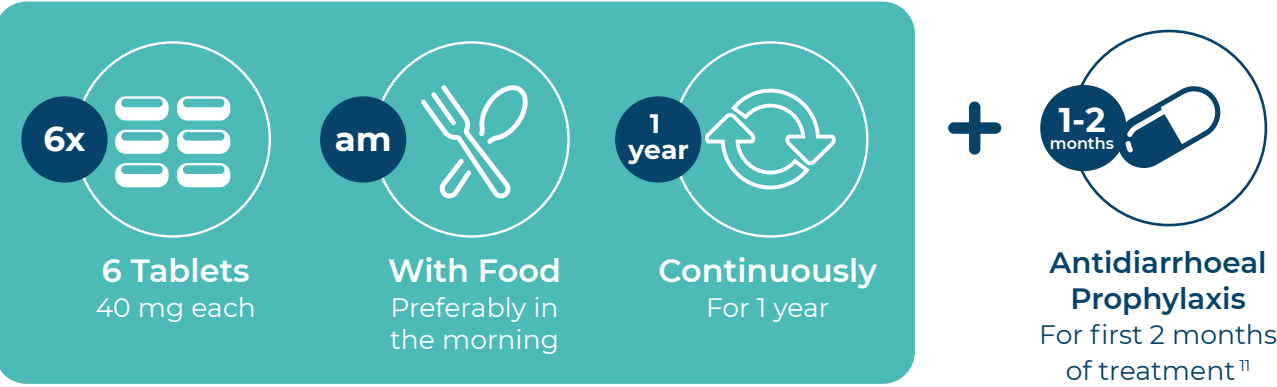 6x
6 Tablets
40 mg each
am
With Food
Preferably in
the morning
1
year
Continuously
For 1 year
+
1-2
months
Antidiarrhoeal
Prophylaxis
For first 2 months
of treatment 11